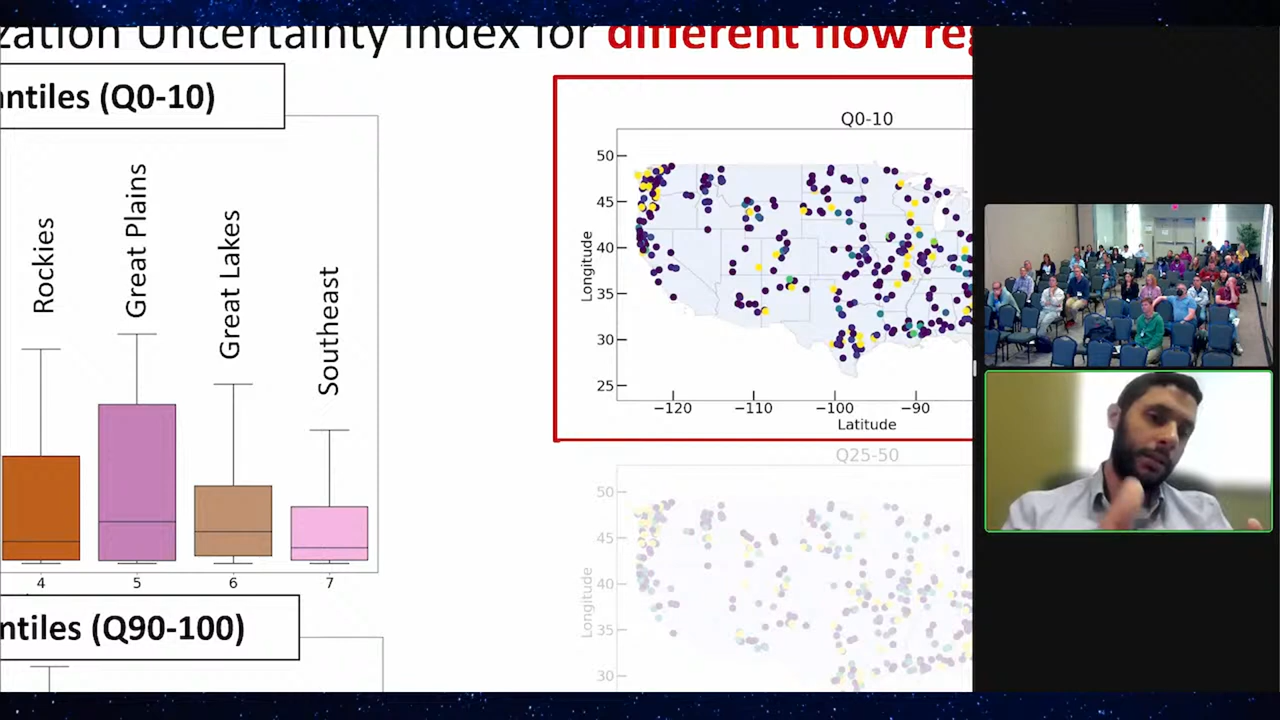 zation Uncertainty Index for different flow reg
ntiles (Q0-10)
Rockies
Great Plains
Great Lakes
Southeast
4
5
6
7
ntiles (Q90-100)
Q0-10
50
45
40
35
30
25
Longitude
−120
−110
−100
−90
Latitude
Q25-50
50
45
40
35
30
Longitude